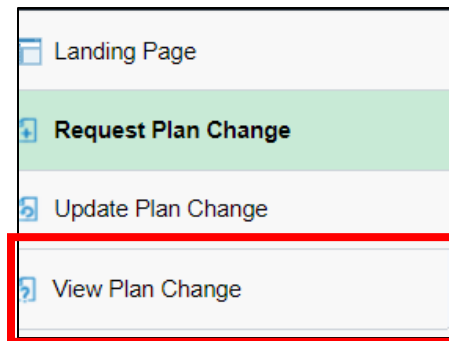 Landing Page
Request Plan Change
Update Plan Change
View Plan Change